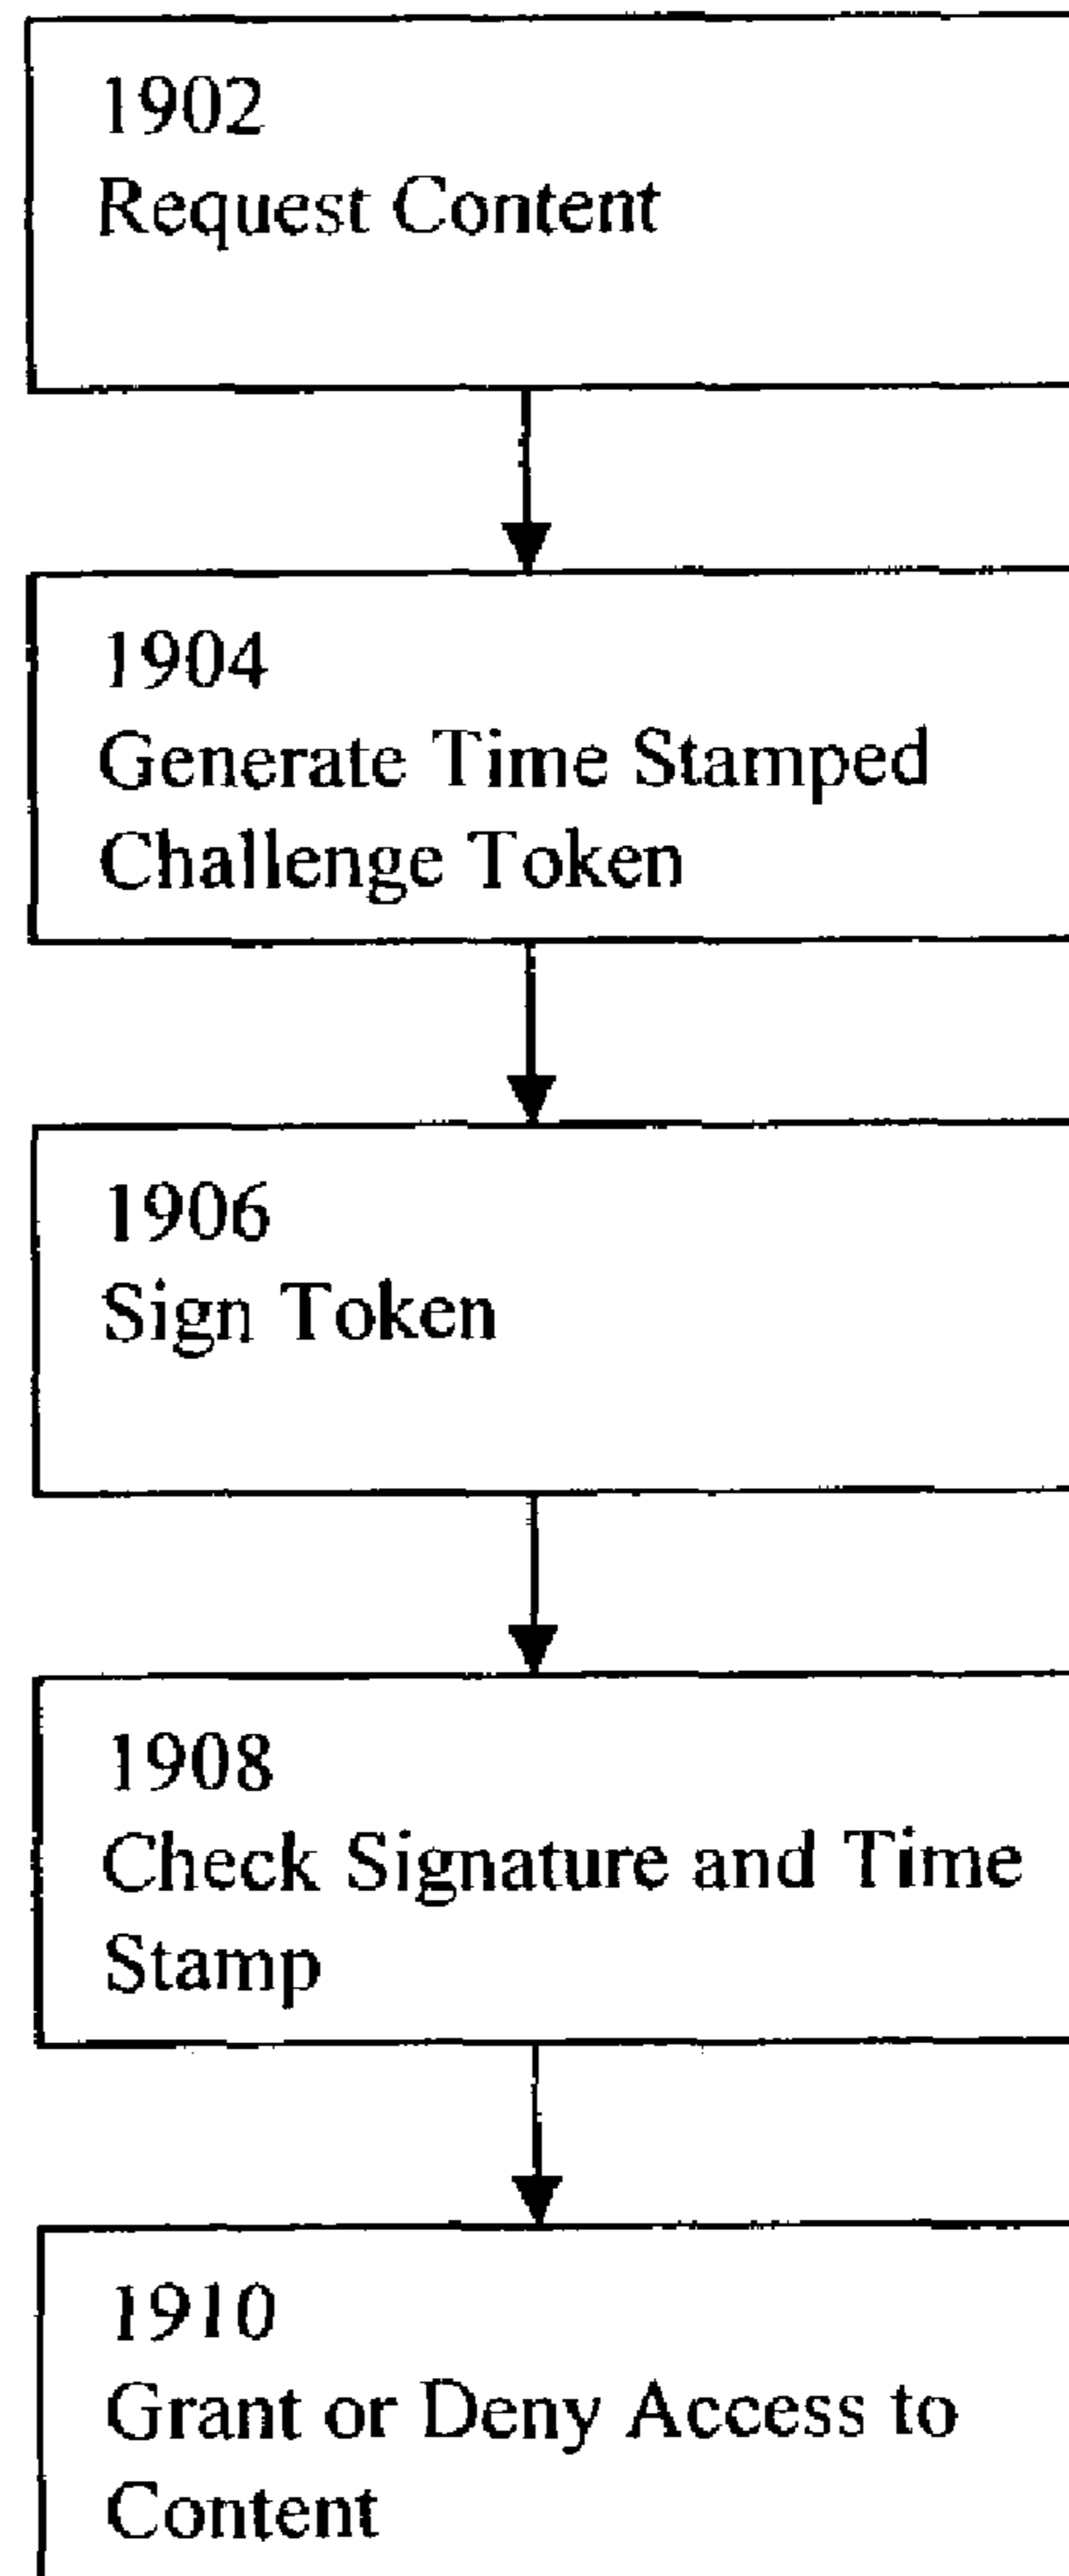 1902
Request Content
1904
Generate Time Stamped
Challenge Token
1906
Sign Token
1908
Check Signature and Time
Stamp
1910
Grant or Deny Access to
Content